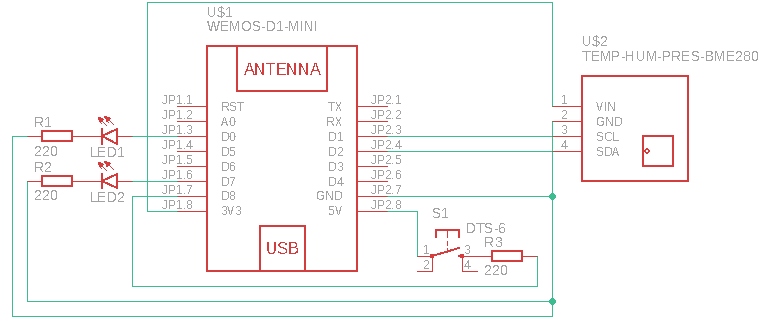 U$1
WEMOS-D1-MINI
U$2
TEMP-HUM-PRES-BME280
ANTENNA
JP1.1 RST TX JP2.1
JP1.2 A0 RX JP2.2
JP1.3 D0 D1 JP2.3
JP1.4 D5 D2 JP2.4
JP1.5 D6 D3 JP2.5
JP1.6 D7 D4 JP2.6
JP1.7 D8 GND JP2.7
JP1.8 3V3 5V JP2.8
USB
1 VIN
2 GND
3 SCL
4 SDA
R1
220
LED1
R2
220
LED2
S1
DTS-6
1 3
2 4
R3
220